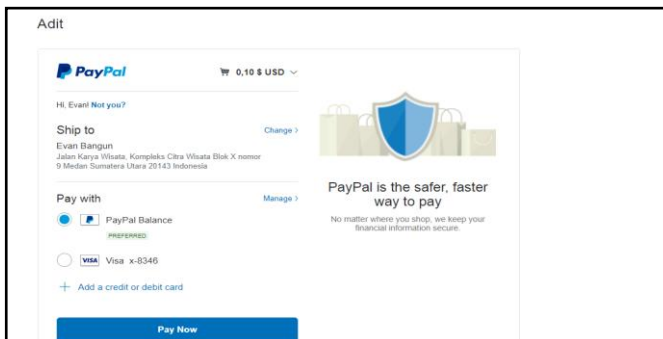 Adit
PayPal
0,10 $ USD
Hi, Evan! Not you?
Ship to
Change >
Evan Bangun
Jalan Karya Wisata, Kompleks Citra Wisata Blok X nomor
9 Medan Sumatera Utara 20143 Indonesia
Pay with
Manage >
PayPal Balance
PREFERRED
VISA Visa x-8346
+ Add a credit or debit card
Pay Now
PayPal is the safer, faster
way to pay
No matter where you shop, we keep your
financial information secure.